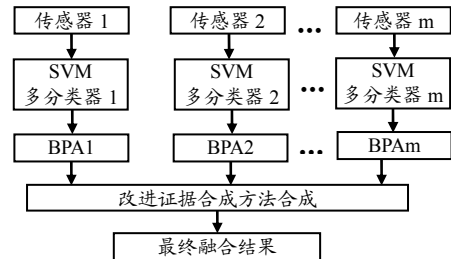 传感器 1 传感器 2 ... 传感器 m
SVM SVM SVM
多分类器 1 多分类器 2 ... 多分类器 m
BPA1 BPA2 ... BPAm
改进证据合成方法合成
最终融合结果